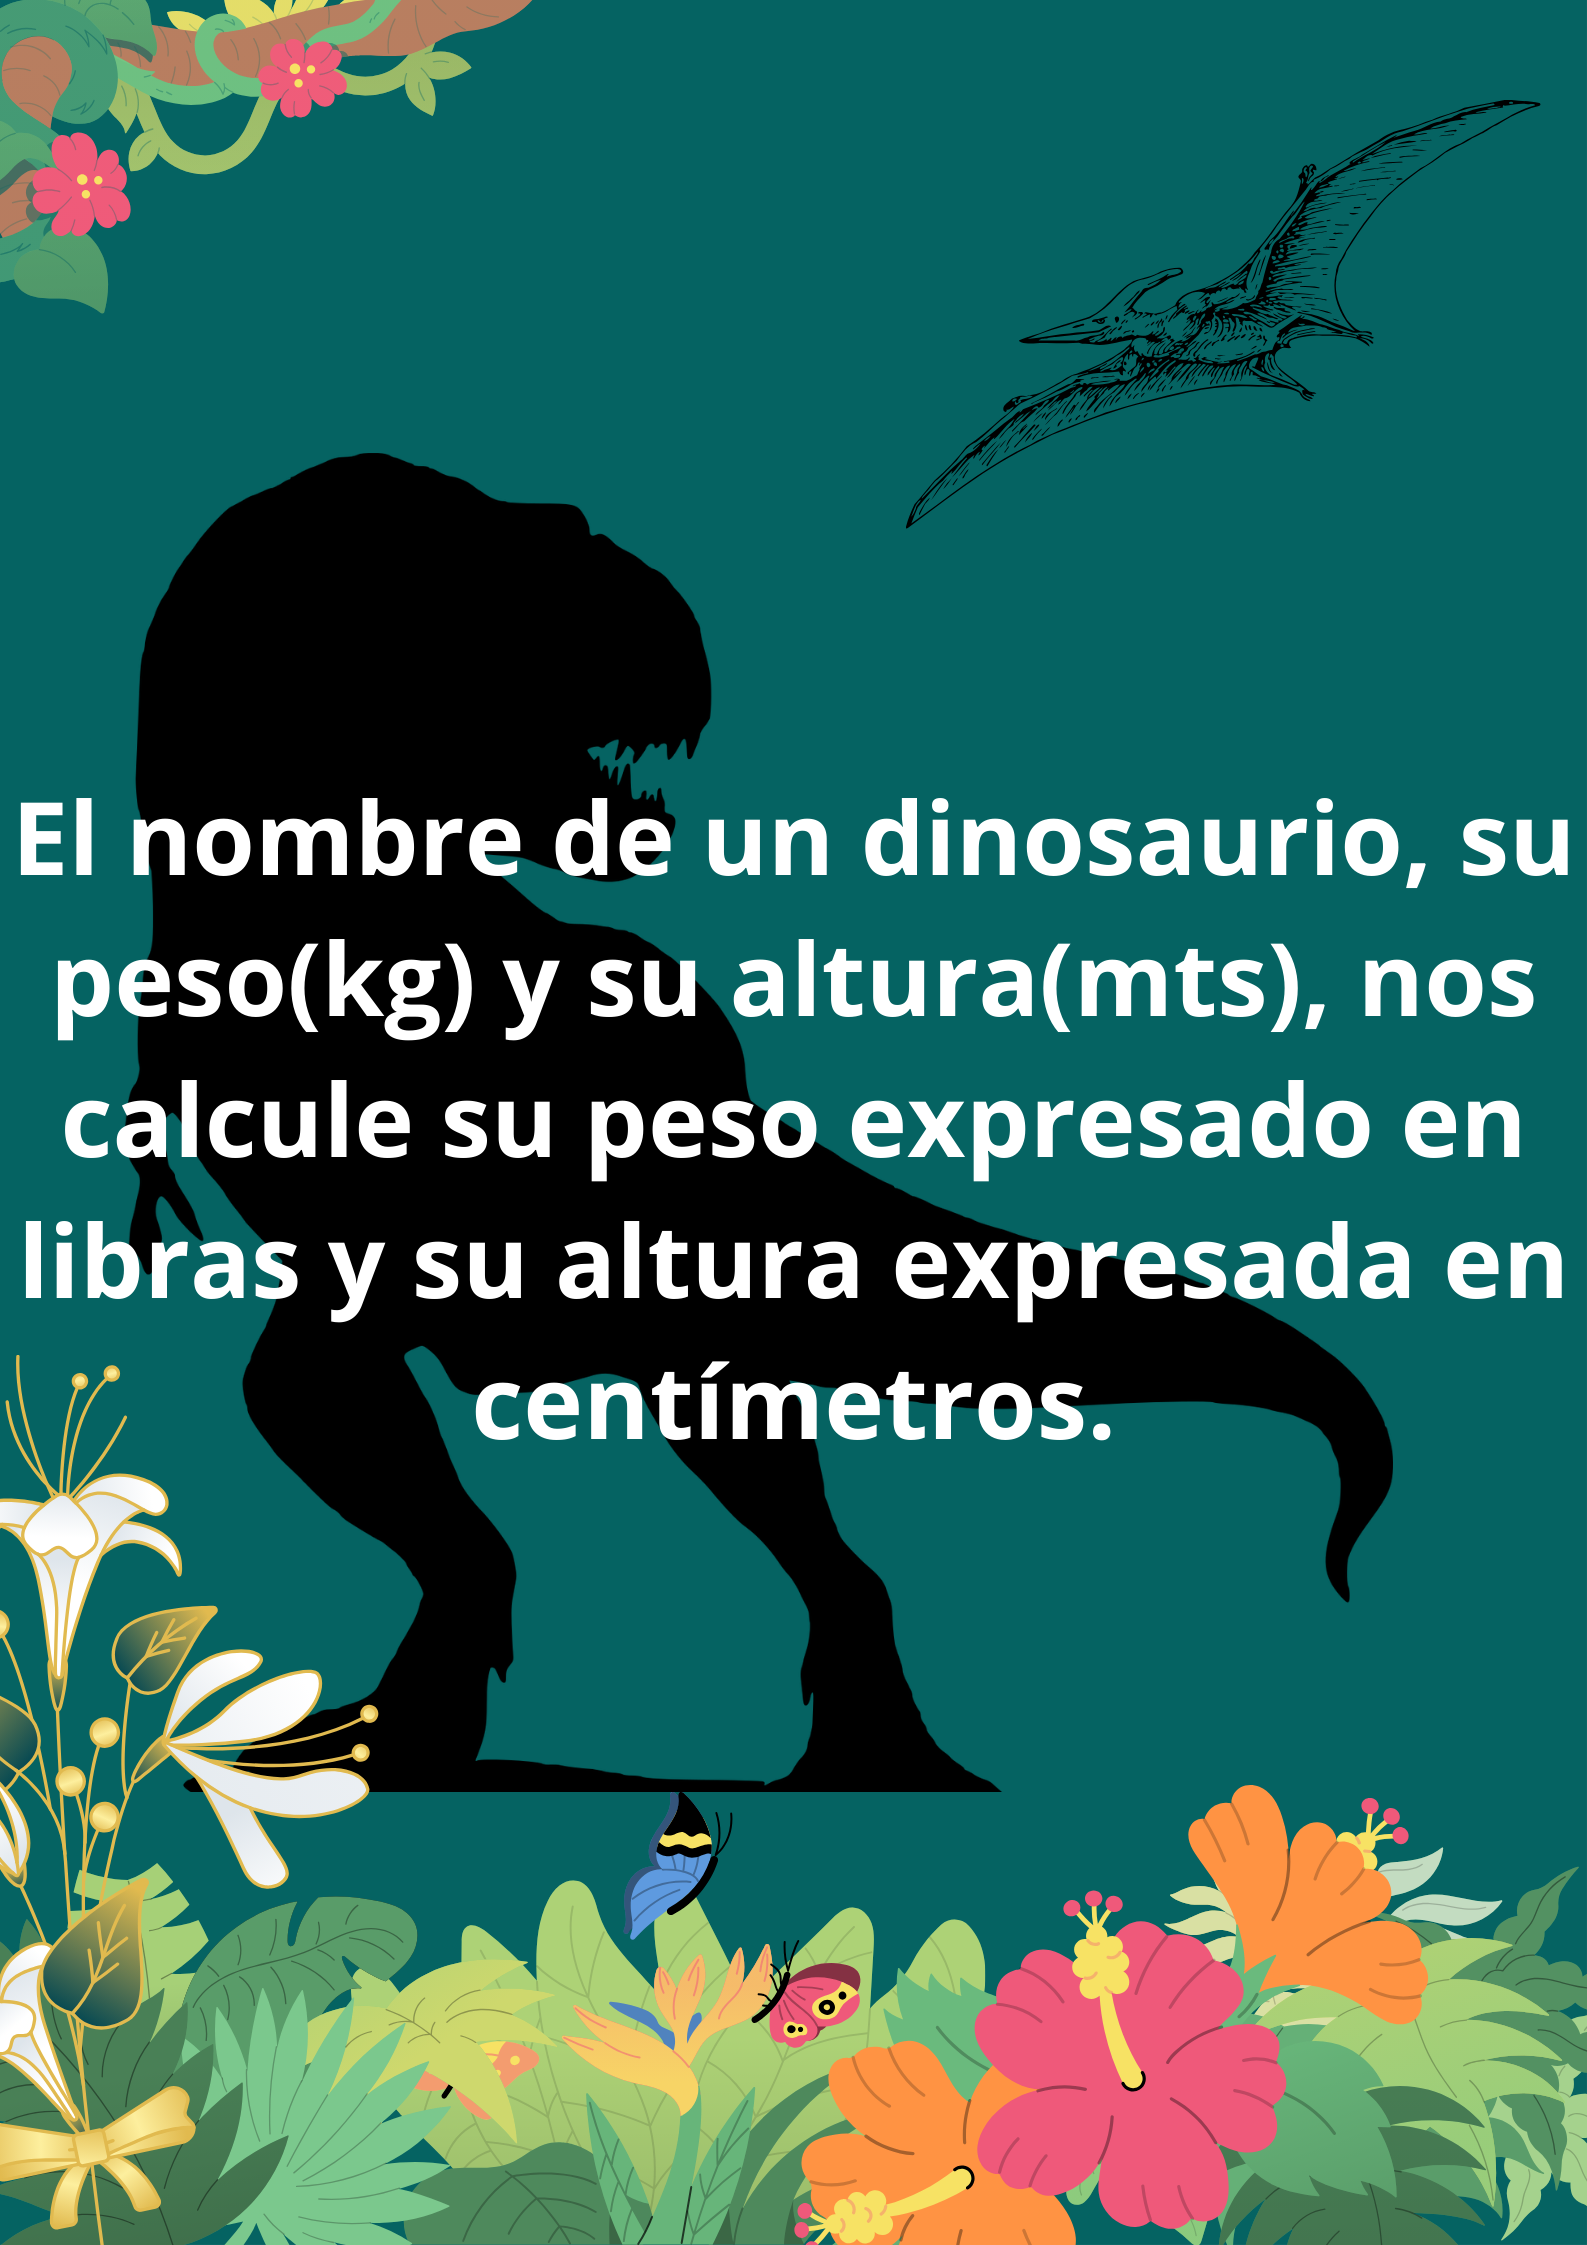 El nombre de un dinosaurio, su
peso(kg) y su altura(mts), nos
calcule su peso expresado en
libras y su altura expresada en
centímetros.